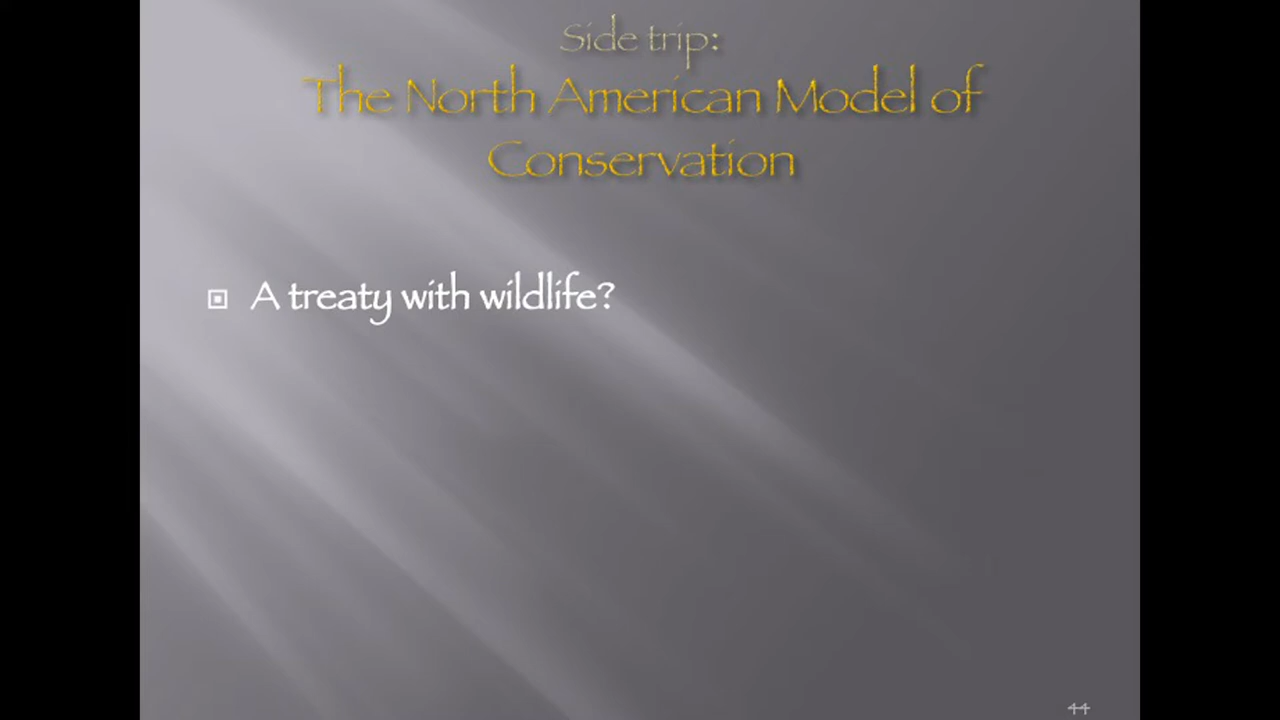 Side trip:
The North American Model of
Conservation
A treaty with wildlife?
44